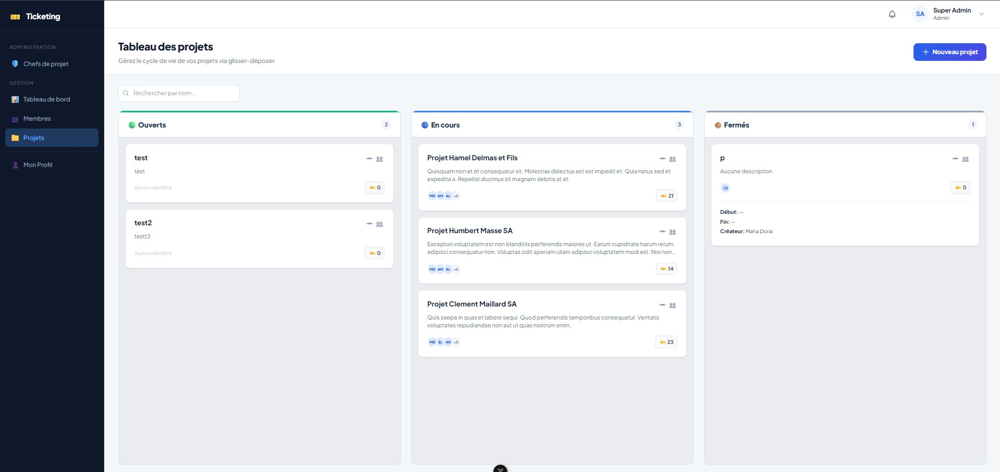 Ticketing
SA
Super Admin
Admin
ADMINISTRATION
Chefs de projet
GESTION
Tableau de bord
Membres
Projets
Mon Profil
Tableau des projets
Gérez le cycle de vie de vos projets via glisser-déposer.
+ Nouveau projet
Rechercher par nom...
Ouverts
2
test
test
Aucun membre
0
test2
testt3
Aucun membre
0
En cours
3
Projet Hamel Delmas et Fils
Quisquam non et et consequatur sit. Molestias delectus est est impedit et. Quia natus sed et
expedita a. Repellat ducimus sit magnam debitis at et.
MD AM AL +5
21
Projet Humbert Masse SA
Excepturi voluptatem est non blanditiis perferendis maiores ut. Earum cupiditate harum rerum
adipisci consequatur non. Voluptas odit aperiam ullam adipisci voluptatem modi est. Nisi non...
MD AM AL +6
14
Projet Clement Maillard SA
Quis saepe in quas et labore sequi. Quod perferendis temporibus consequatur. Veritatis
voluptates repudiandae non aut ut quas nostrum enim.
MD EL HH +5
23
Fermés
1
p
Aucune description
CZ
0
Début: —
Fin: —
Créateur: Maha Dorai